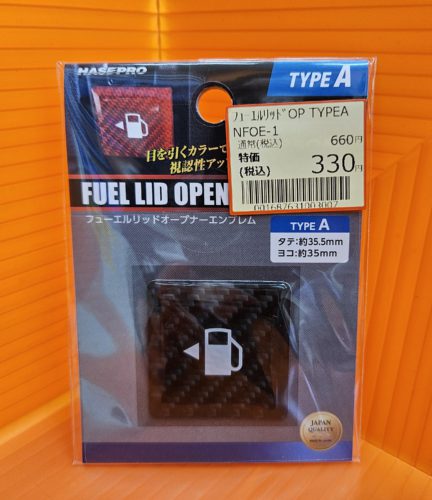 HASEPRO
TYPE A
フューエルリッドOP TYPEA
NFOE-1
通常(税込) 660円
特価
(税込) 330円
001687631003007
目を引くカラーで
視認性アッ
FUEL LID OPEN
フューエルリッドオープナーエンブレム
TYPE A
タテ:約35.5mm
ヨコ:約35mm
JAPAN
QUALITY